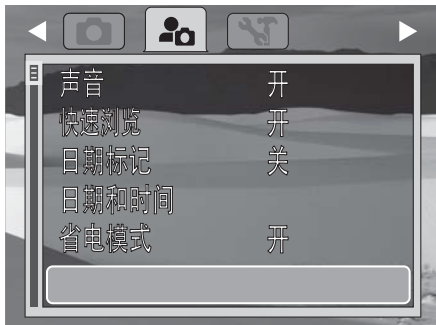 声音 开
快速浏览 开
日期标记 关
日期和时间
省电模式 开